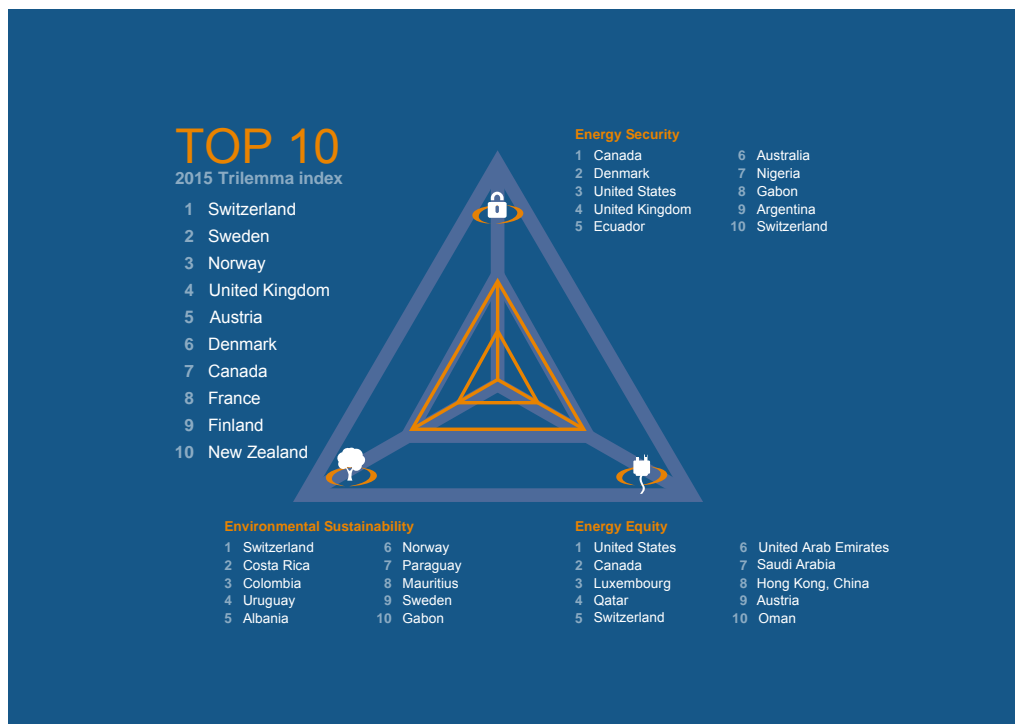 TOP 10
2015 Trilemma index
1 Switzerland
2 Sweden
3 Norway
4 United Kingdom
5 Austria
6 Denmark
7 Canada
8 France
9 Finland
10 New Zealand
Energy Security
1 Canada
2 Denmark
3 United States
4 United Kingdom
5 Ecuador
6 Australia
7 Nigeria
8 Gabon
9 Argentina
10 Switzerland
Environmental Sustainability
1 Switzerland
2 Costa Rica
3 Colombia
4 Uruguay
5 Albania
6 Norway
7 Paraguay
8 Mauritius
9 Sweden
10 Gabon
Energy Equity
1 United States
2 Canada
3 Luxembourg
4 Qatar
5 Switzerland
6 United Arab Emirates
7 Saudi Arabia
8 Hong Kong, China
9 Austria
10 Oman